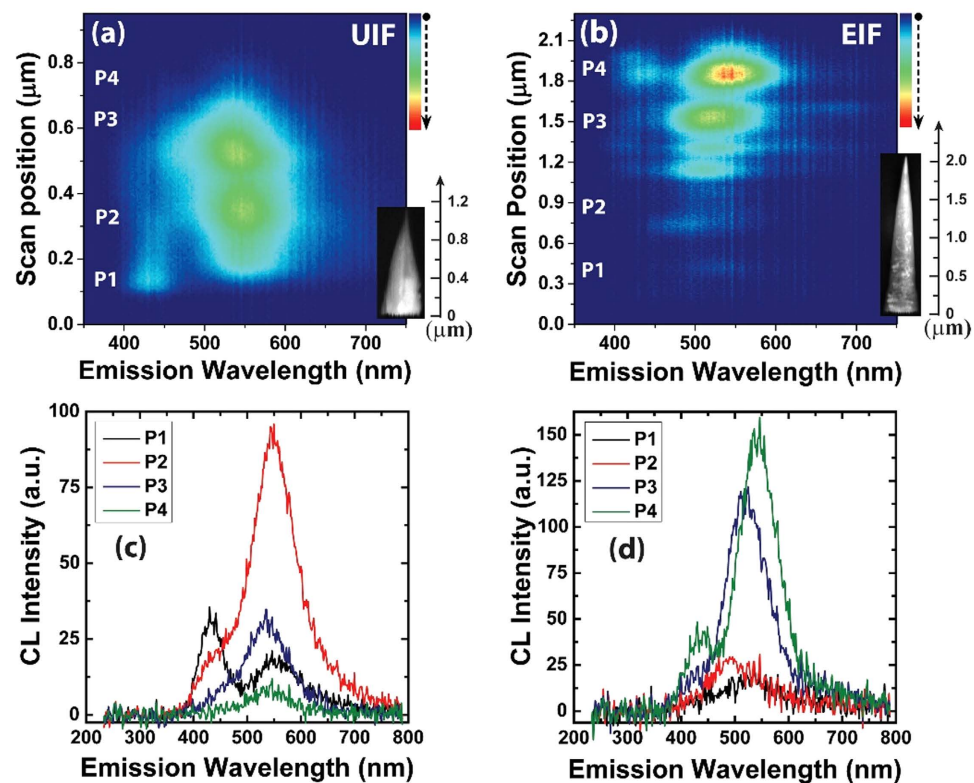 (a) UIF
Scan position (μm)
0.8
0.6
0.4
0.2
0.0
P4
P3
P2
P1
1.2
0.8
0.4
0
(μm)
400 500 600 700
Emission Wavelength (nm)
(b) EIF
Scan Position (μm)
2.1
1.8
1.5
1.2
0.9
0.6
0.3
0.0
P4
P3
P2
P1
2.0
1.5
1.0
0.5
0
(μm)
400 500 600 700
Emission Wavelength (nm)
CL Intensity (a.u.)
100
75
50
25
0
P1
P2
P3
P4
(c)
200 300 400 500 600 700 800
Emission Wavelength (nm)
CL Intensity (a.u.)
150
125
100
75
50
25
0
P1
P2
P3
P4
(d)
200 300 400 500 600 700 800
Emission Wavelength (nm)